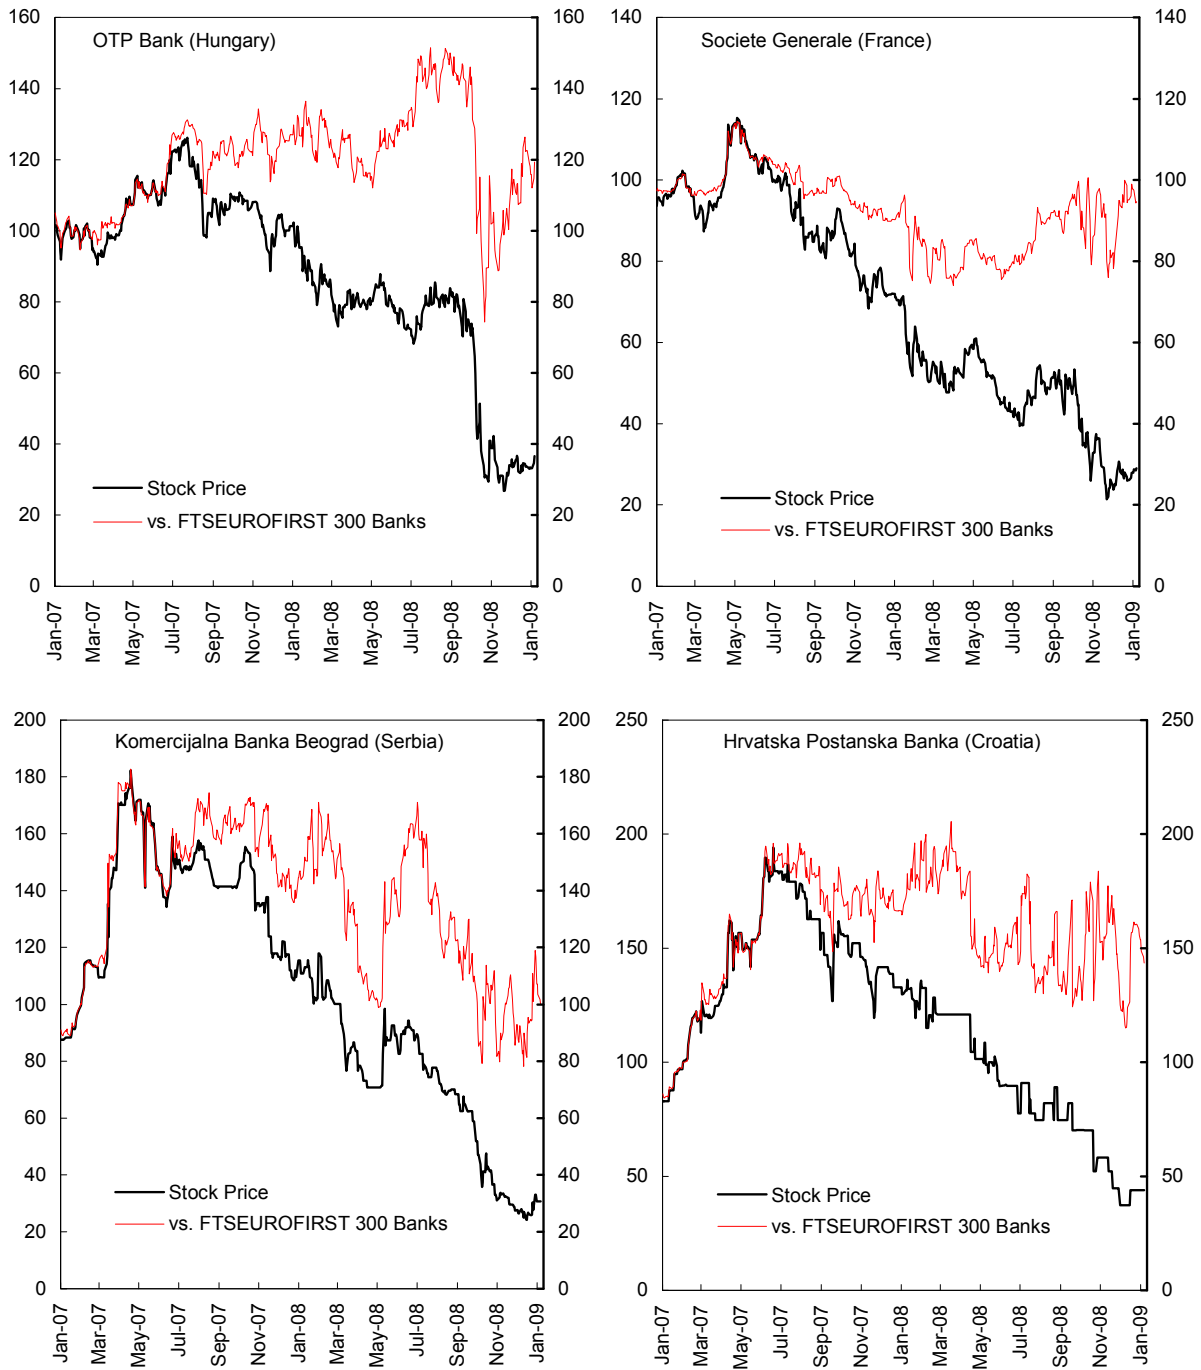 OTP Bank (Hungary)
160
140
120
100
80
60
40
20
0
160
140
120
100
80
60
40
20
0
Stock Price
vs. FTSEUROFIRST 300 Banks
Jan-07
Mar-07
May-07
Jul-07
Sep-07
Nov-07
Jan-08
Mar-08
May-08
Jul-08
Sep-08
Nov-08
Jan-09
Societe Generale (France)
140
120
100
80
60
40
20
0
140
120
100
80
60
40
20
0
Stock Price
vs. FTSEUROFIRST 300 Banks
Jan-07
Mar-07
May-07
Jul-07
Sep-07
Nov-07
Jan-08
Mar-08
May-08
Jul-08
Sep-08
Nov-08
Jan-09
Komercijalna Banka Beograd (Serbia)
200
180
160
140
120
100
80
60
40
20
0
200
180
160
140
120
100
80
60
40
20
0
Stock Price
vs. FTSEUROFIRST 300 Banks
Jan-07
Mar-07
May-07
Jul-07
Sep-07
Nov-07
Jan-08
Mar-08
May-08
Jul-08
Sep-08
Nov-08
Jan-09
Hrvatska Postanska Banka (Croatia)
250
200
150
100
50
0
250
200
150
100
50
0
Stock Price
vs. FTSEUROFIRST 300 Banks
Jan-07
Mar-07
May-07
Jul-07
Sep-07
Nov-07
Jan-08
Mar-08
May-08
Jul-08
Sep-08
Nov-08
Jan-09